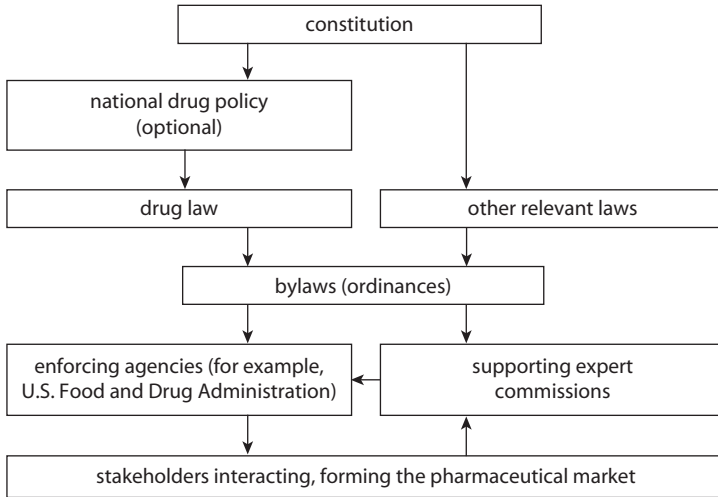 constitution
national drug policy
(optional)
drug law
other relevant laws
bylaws (ordinances)
enforcing agencies (for example,
U.S. Food and Drug Administration)
supporting expert
commissions
stakeholders interacting, forming the pharmaceutical market